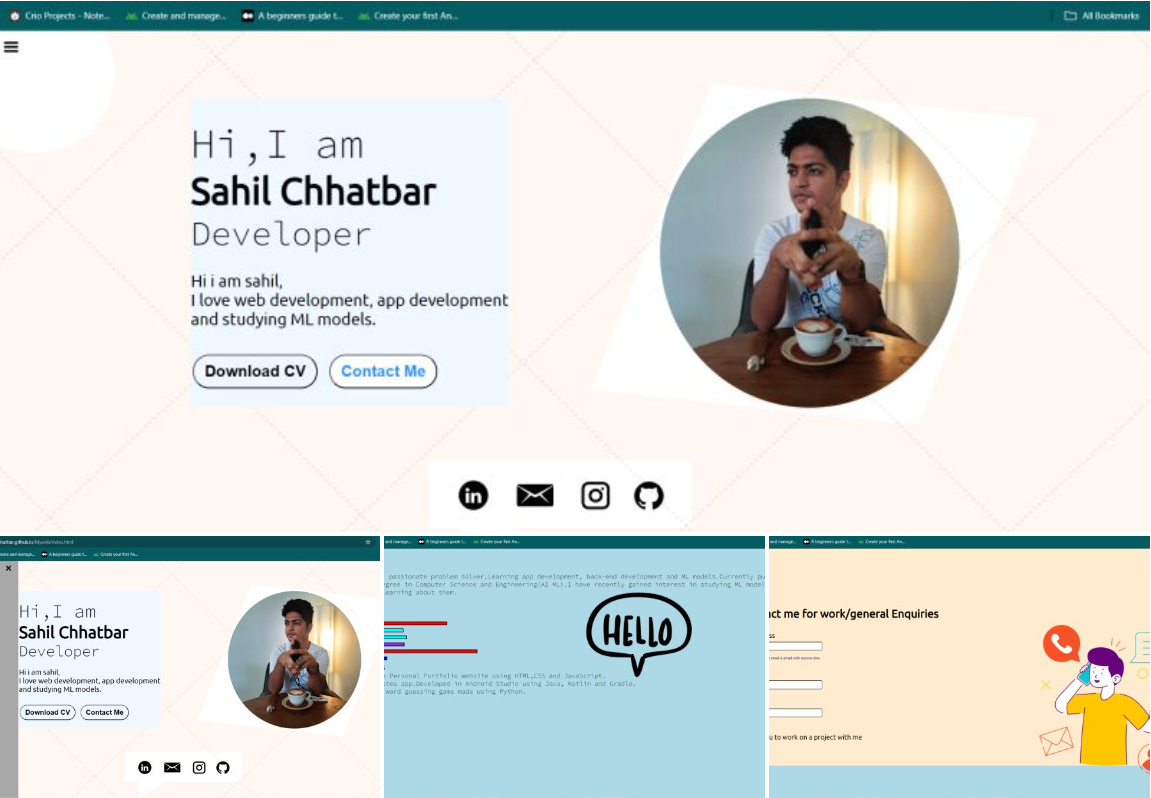 Crio Projects - Note... Create and manage... A beginners guide t... Create your first An... All Bookmarks
Hi,I am
Sahil Chhatbar
Developer
Hi i am sahil,
I love web development, app development
and studying ML models.
Download CV Contact Me
in
hatbar.github.io/Myweb/index.html
eate and manage... A beginners guide t... Create your first An...
×
Hi,I am
Sahil Chhatbar
Developer
Hi i am sahil,
I love web development, app development
and studying ML models.
Download CV Contact Me
in
and manage... A beginners guide t... Create your first An...
passionate problem solver.Learning app development, back-end development and ML models.Currently pu
gree in Computer Science and Engineering(AI ML).I have recently gained interest in studying ML model
earning about them.
HELLO
Personal Portfolio Website using HTML,CSS and JavaScript.
otes app.Developed in Android Studio using Java, Kotlin and Gradle.
word guessing game made using Python.
and manage... A beginners guide t... Create your first An...
act me for work/general Enquiries
ss
u to work on a project with me